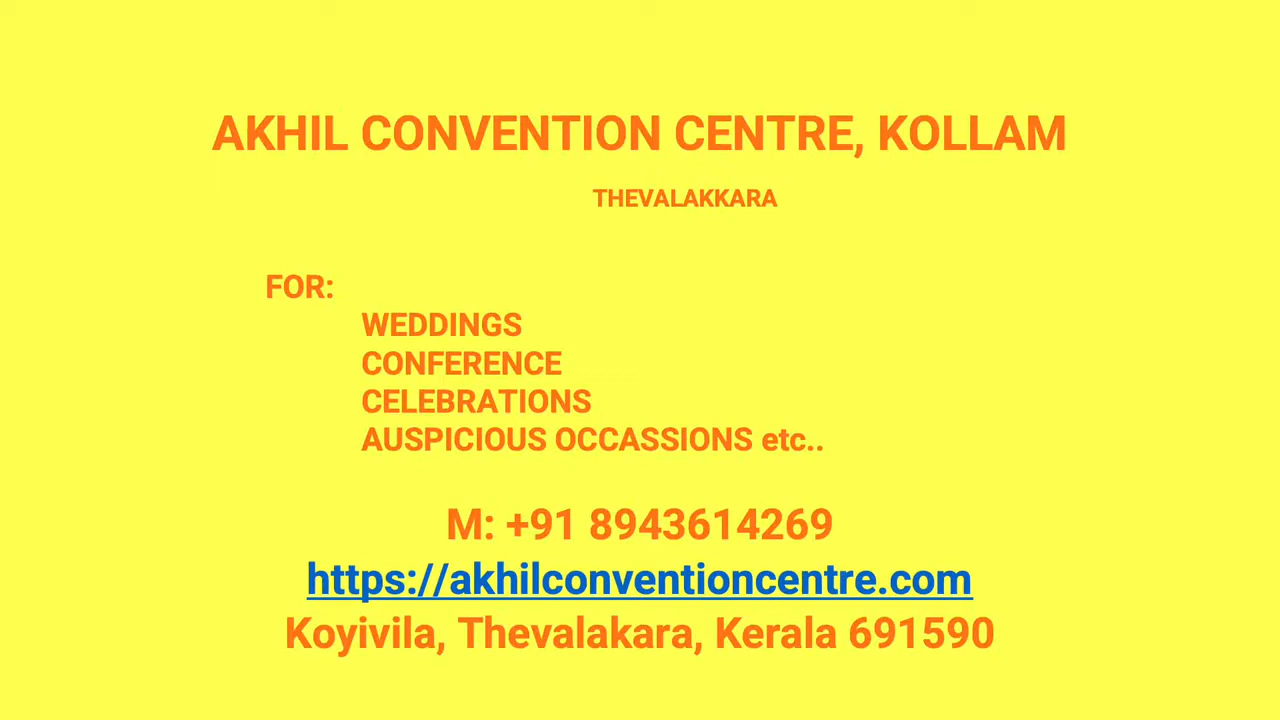 AKHIL CONVENTION CENTRE, KOLLAM
THEVALAKKARA
FOR:
WEDDINGS
CONFERENCE
CELEBRATIONS
AUSPICIOUS OCCASSIONS etc..
M: +91 8943614269
https://akhilconventioncentre.com
Koyivila, Thevalakara, Kerala 691590